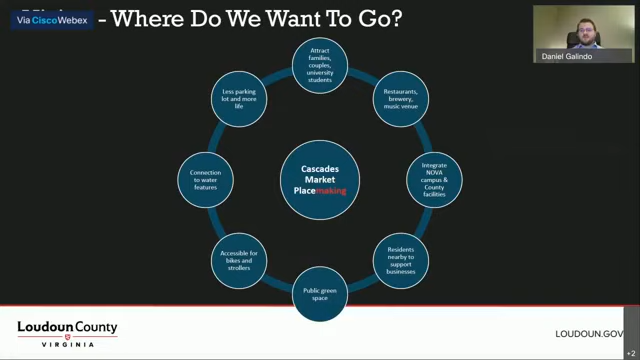 Via Cisco Webex
- Where Do We Want To Go?
Daniel Galindo
Attract
families,
couples,
university
students
Less parking
lot and more
life
Restaurants,
brewery,
music venue
Connection
to water
features
Cascades
Market
Placemaking
Integrate
NOVA
campus &
County
facilities
Accessible for
bikes and
strollers
Residents
nearby to
support
businesses
Public green
space
Loudoun County
VIRGINIA
LOUDOUN.GOV
+2